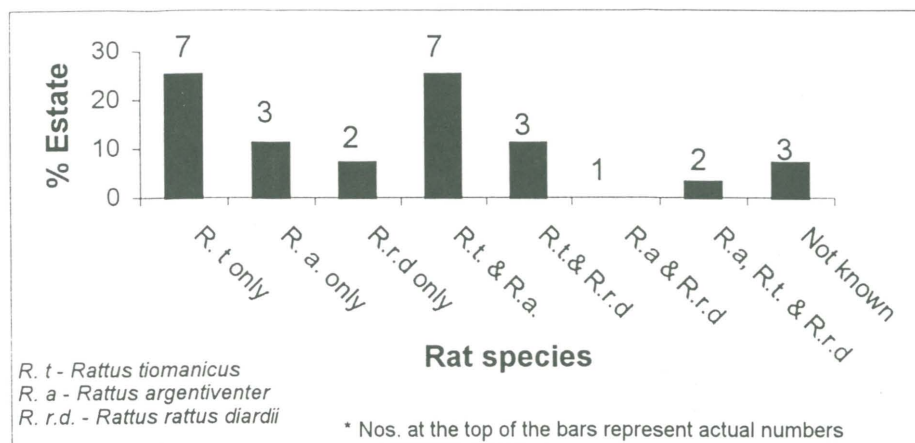 % Estate
30
20
10
0
7
3
2
7
3
1
2
3
R. t only
R. a. only
R.r.d only
R.t. & R.a.
R.t.& R.r.d
R.a & R.r.d
R.a, R.t. & R.r.d
Not known
Rat species
R. t - Rattus tiomanicus
R. a - Rattus argentiventer
R. r.d. - Rattus rattus diardii
* Nos. at the top of the bars represent actual numbers